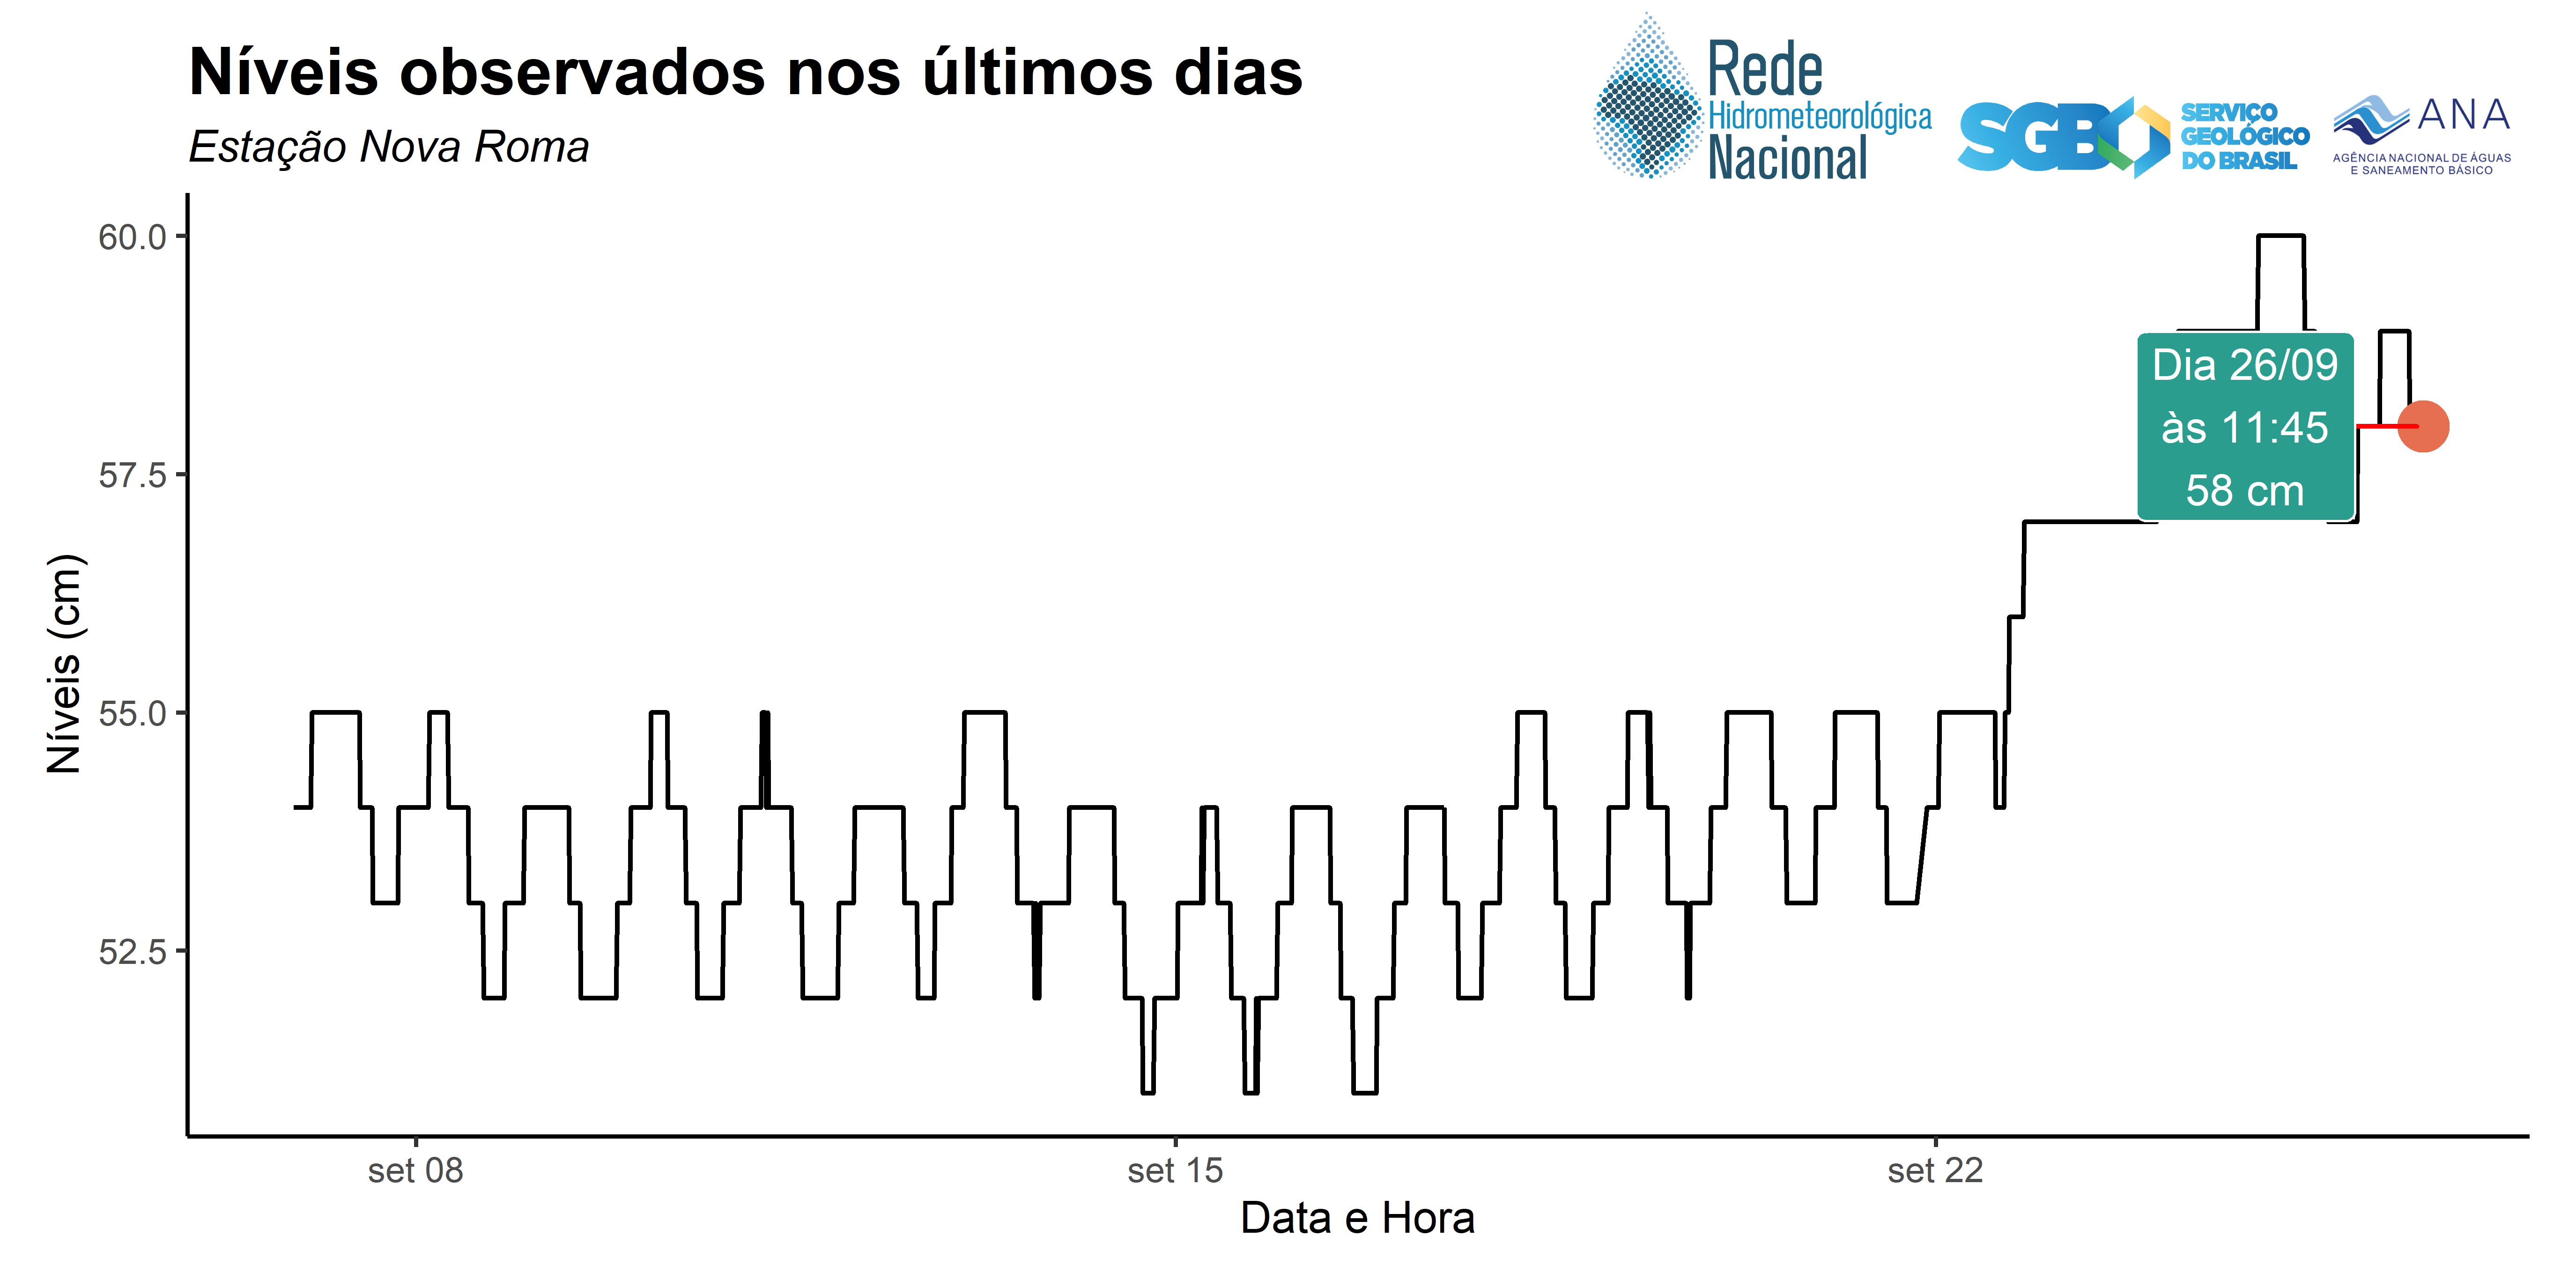 Níveis observados nos últimos dias
Estação Nova Roma
Rede
Hidrometeorológica
Nacional
SGB
SERVIÇO
GEOLÓGICO
DO BRASIL
ANA
AGÊNCIA NACIONAL DE ÁGUAS
E SANEAMENTO BÁSICO
60.0
57.5
55.0
52.5
Níveis (cm)
Dia 26/09
às 11:45
58 cm
set 08
set 15
set 22
Data e Hora